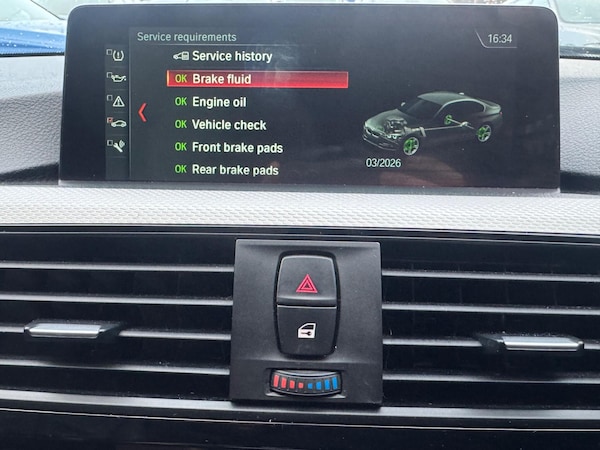 Service requirements
16:34
Service history
OK Brake fluid
OK Engine oil
OK Vehicle check
OK Front brake pads
OK Rear brake pads
03/2026